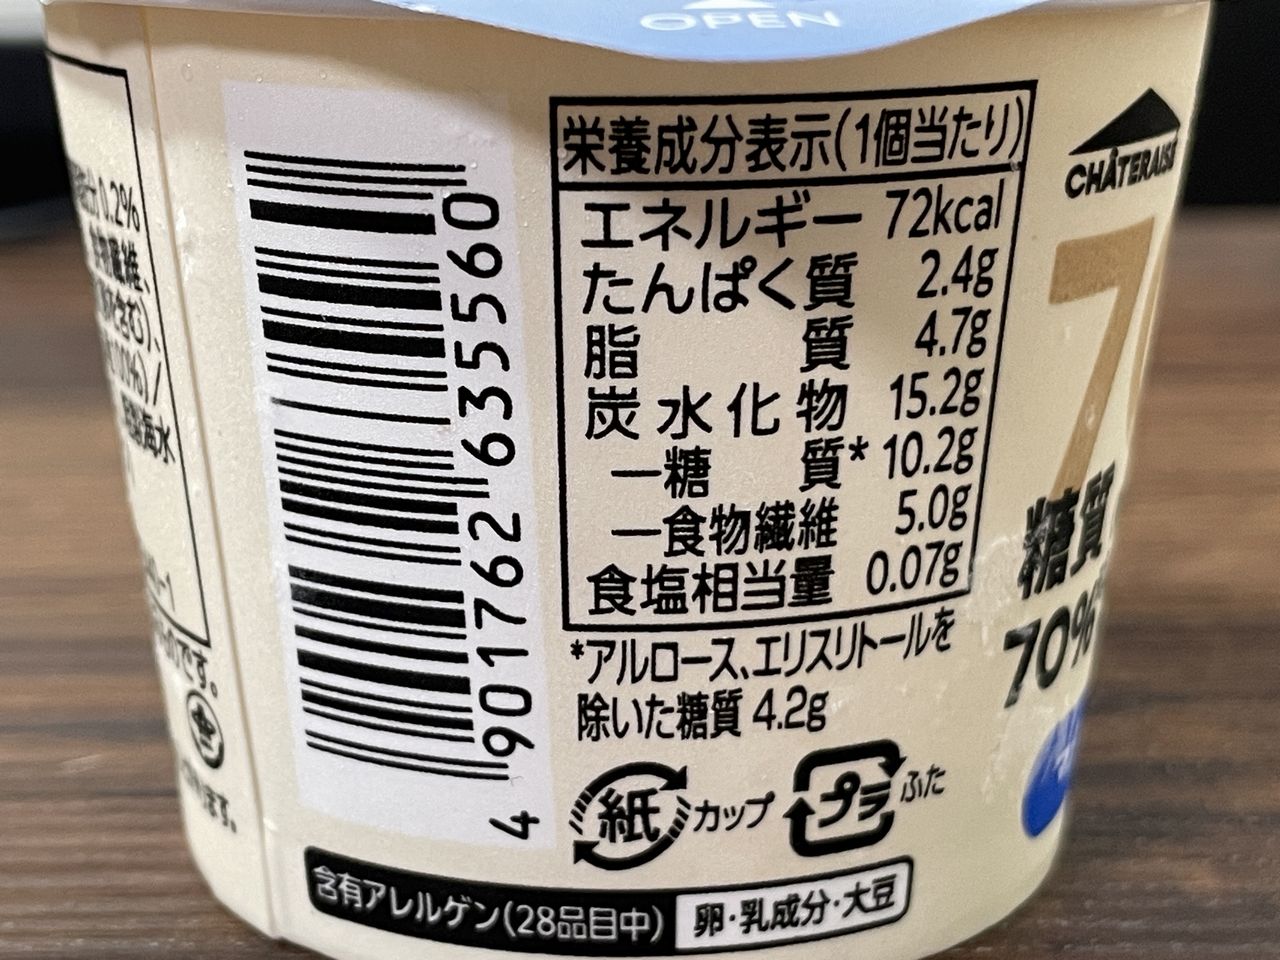 OPEN
栄養成分表示(1個当たり)
エネルギー 72kcal
たんぱく質 2.4g
脂質 4.7g
炭水化物 15.2g
―糖質* 10.2g
―食物繊維 5.0g
食塩相当量 0.07g
*アルロース、エリスリトールを
除いた糖質 4.2g
紙 カップ プラ ふた
含有アレルゲン(28品目中) 卵・乳成分・大豆
4 901762 635560
CHÂTERAISÉ
糖質
70%
0.2%